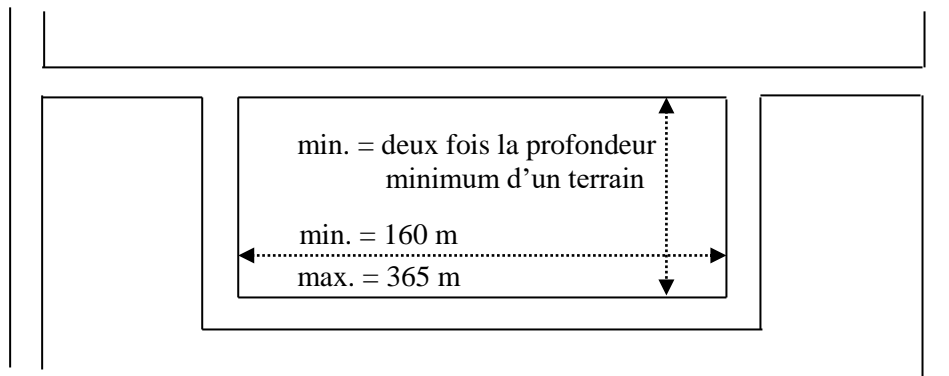 min. = deux fois la profondeur
minimum d’un terrain
min. = 160 m
max. = 365 m